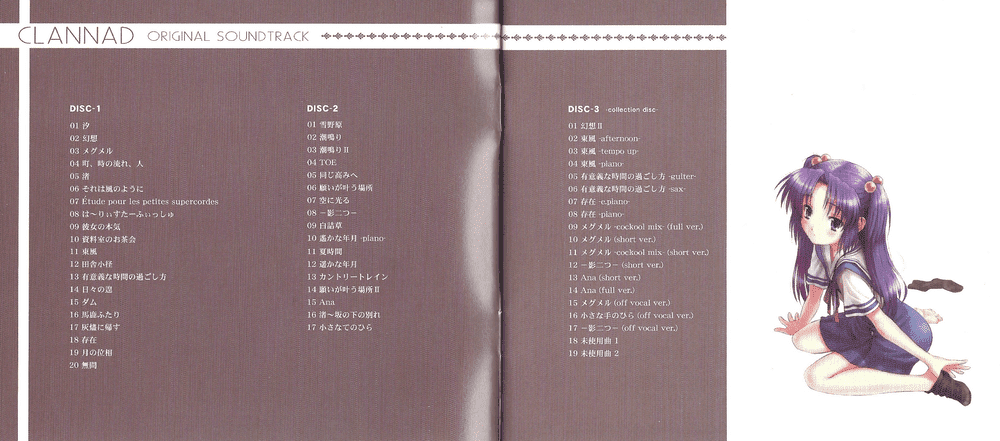 CLANNAD ORIGINAL SOUNDTRACK
DISC-1
01 汐
02 幻想
03 メグメル
04 町、時の流れ、人
05 渚
06 それは風のように
07 Étude pour les petites supercordes
08 は〜りぃすたーふぃっしゅ
09 彼女の本気
10 資料室のお茶会
11 東風
12 田舎小径
13 有意義な時間の過ごし方
14 日々の遑
15 ダム
16 馬鹿ふたり
17 灰燼に帰す
18 存在
19 月の位相
20 無間
DISC-2
01 雪野原
02 潮鳴り
03 潮鳴りⅡ
04 TOE
05 同じ高みへ
06 願いが叶う場所
07 空に光る
08 －影二つ－
09 白詰草
10 遙かな年月 -piano-
11 夏時間
12 遙かな年月
13 カントリートレイン
14 願いが叶う場所Ⅱ
15 Ana
16 渚〜坂の下の別れ
17 小さなてのひら
DISC-3 -collection disc-
01 幻想Ⅱ
02 東風 -afternoon-
03 東風 -tempo up-
04 東風 -piano-
05 有意義な時間の過ごし方 -guiter-
06 有意義な時間の過ごし方 -sax-
07 存在 -e.piano-
08 存在 -piano-
09 メグメル -cockool mix- (full ver.)
10 メグメル (short ver.)
11 メグメル -cockool mix- (short ver.)
12 －影二つ－ (short ver.)
13 Ana (short ver.)
14 Ana (full ver.)
15 メグメル (off vocal ver.)
16 小さな手のひら (off vocal ver.)
17 －影二つ－ (off vocal ver.)
18 未使用曲 1
19 未使用曲 2